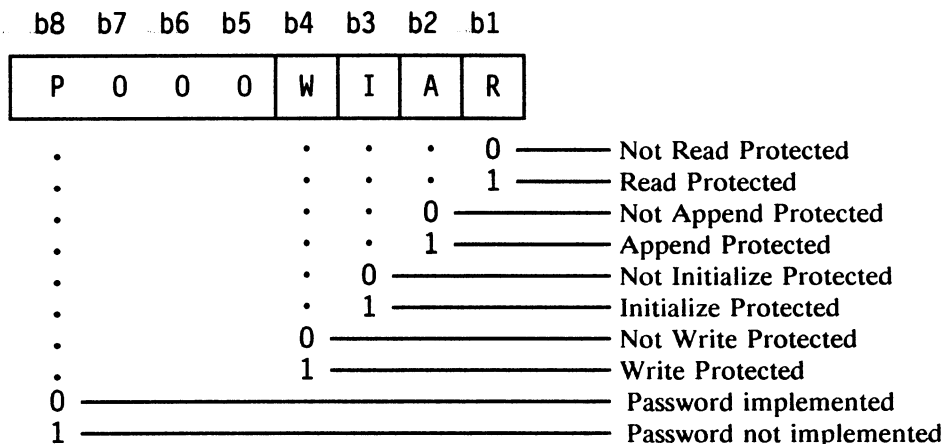 b8 b7 b6 b5 b4 b3 b2 b1
P 0 0 0 W I A R
0 Not Read Protected
1 Read Protected
0 Not Append Protected
1 Append Protected
0 Not Initialize Protected
1 Initialize Protected
0 Not Write Protected
1 Write Protected
0 Password implemented
1 Password not implemented